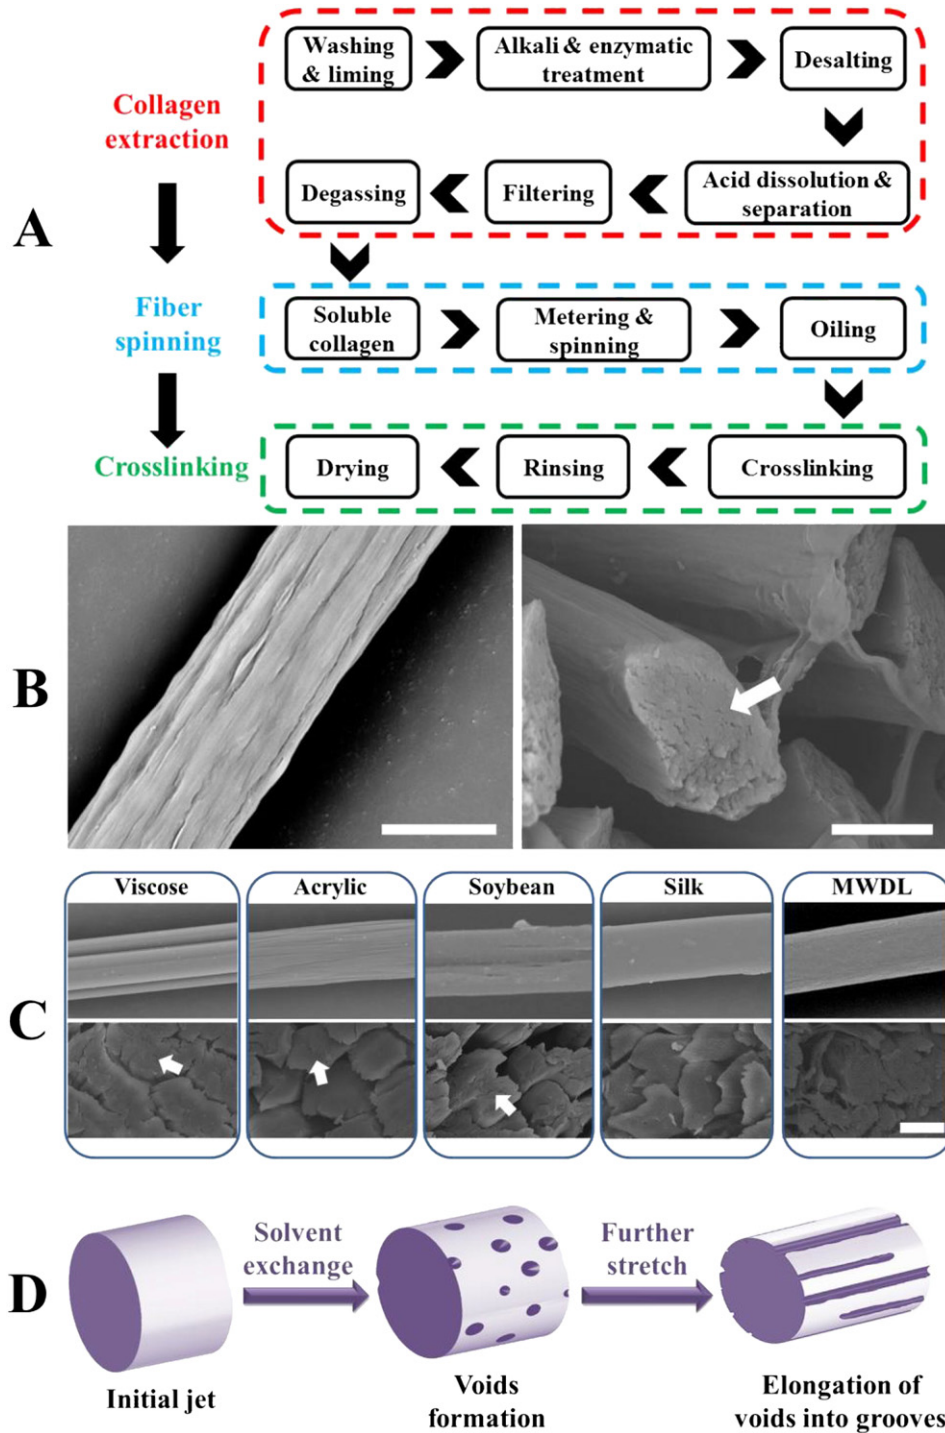 A
Collagen
extraction
Fiber
spinning
Crosslinking
Washing
& liming
Alkali & enzymatic
treatment
Desalting
Degassing
Filtering
Acid dissolution &
separation
Soluble
collagen
Metering &
spinning
Oiling
Drying
Rinsing
Crosslinking
B
C
Viscose
Acrylic
Soybean
Silk
MWDL
D
Solvent
exchange
Further
stretch
Initial jet
Voids
formation
Elongation of
voids into grooves